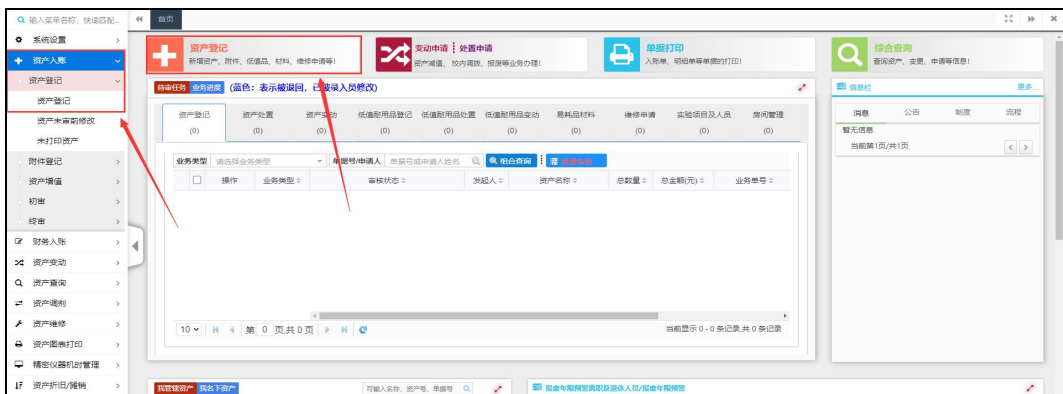 输入菜单名称、快速匹配...
首页
系统设置
资产入账
资产登记
资产登记
资产未审前修改
未打印资产
附件登记
资产增值
初审
终审
财务入账
资产变动
资产查询
资产调剂
资产维修
资产图表打印
精密仪器机时管理
资产折旧/摊销
资产登记
新增资产、附件、低值品、材料、维修申请等!
变动申请 处置申请
资产减值、校内调拨、报废等业务办理!
单据打印
入账单、明细单等单据的打印!
综合查询
查询资产、变更、申请等信息!
待审任务 业务进度 (蓝色：表示被退回，已被录入员修改)
资产登记 资产处置 资产变动 低值耐用品登记 低值耐用品处置 低值耐用品变动 易耗品材料 维修申请 实验项目及人员 房间管理
(0) (0) (0) (0) (0) (0) (0) (0) (0) (0)
业务类型 请选择业务类型 单据号/申请人 单据号或申请人姓名 组合查询
操作 业务类型 审核状态 发起人 资产名称 总数量 总金额(元) 业务单号
10 第 0 页,共 0 页 当前显示 0 - 0 条记录,共 0 条记录
信息栏 更多...
消息 公告 制度 流程
暂无信息
当前第1页/共1页
我管辖资产 我名下资产 可输入名称、资产号、单据号
报废年限预警离职及退休人员/报废年限预警